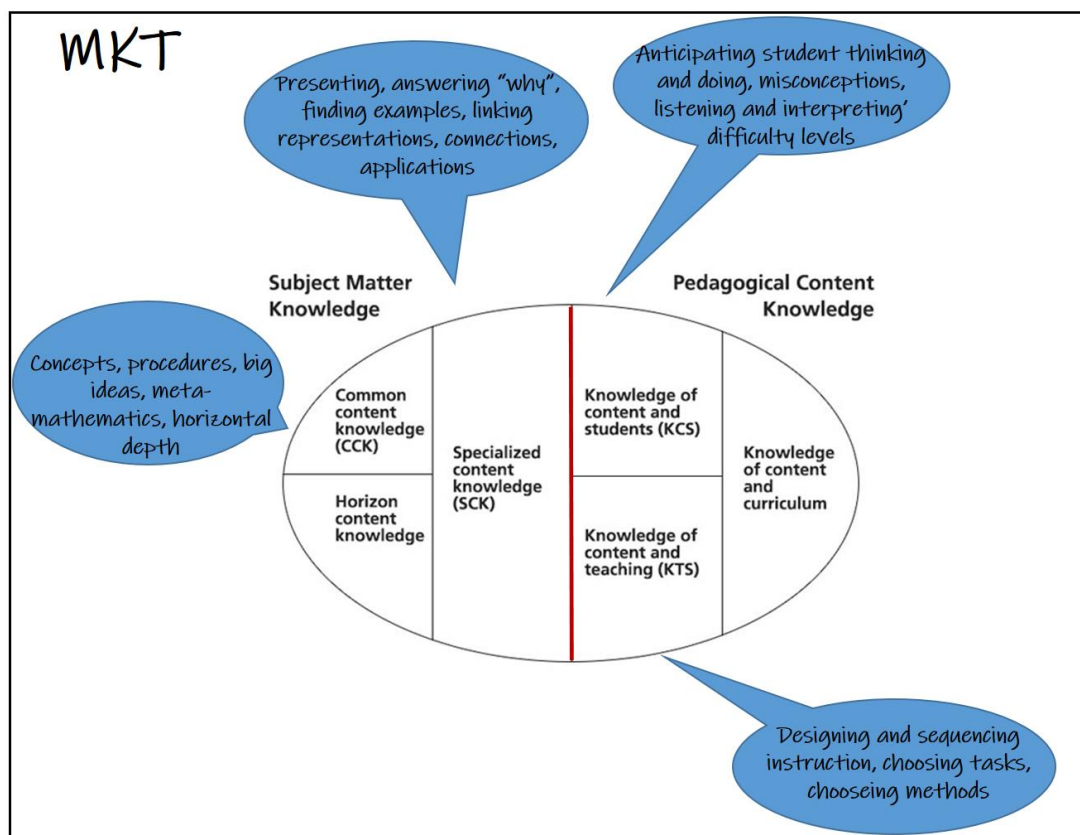 MKT
Presenting, answering "why",
finding examples, linking
representations, connections,
applications
Anticipating student thinking
and doing, misconceptions,
listening and interpreting'
difficulty levels
Subject Matter
Knowledge
Pedagogical Content
Knowledge
Concepts, procedures, big
ideas, meta-
mathematics, horizontal
depth
Common
content
knowledge
(CCK)
Horizon
content
knowledge
Specialized
content
knowledge
(SCK)
Knowledge of
content and
students (KCS)
Knowledge of
content and
teaching (KTS)
Knowledge
of content
and
curriculum
Designing and sequencing
instruction, choosing tasks,
chooseing methods